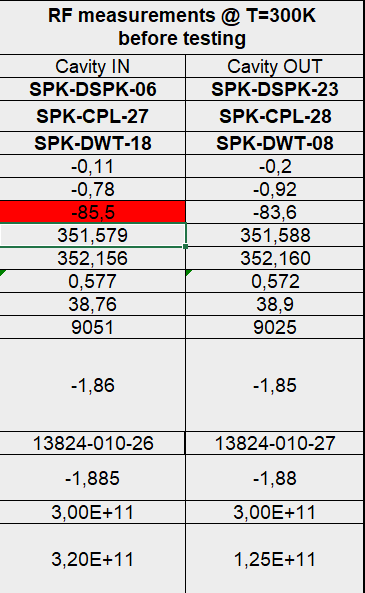 RF measurements @ T=300K
before testing
Cavity IN Cavity OUT
SPK-DSPK-06 SPK-DSPK-23
SPK-CPL-27 SPK-CPL-28
SPK-DWT-18 SPK-DWT-08
-0,11 -0,2
-0,78 -0,92
-85,5 -83,6
351,579 351,588
352,156 352,160
0,577 0,572
38,76 38,9
9051 9025
-1,86 -1,85
13824-010-26 13824-010-27
-1,885 -1,88
3,00E+11 3,00E+11
3,20E+11 1,25E+11